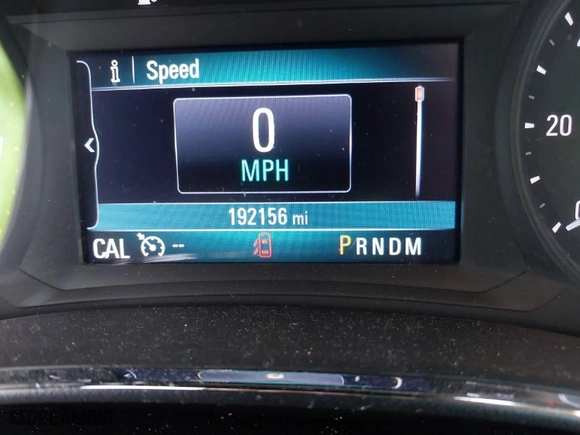 i Speed
0
MPH
192156 mi
CAL -- PRNDM
20